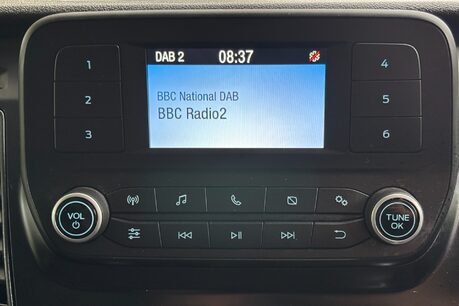 DAB 2 08:37
1
4
BBC National DAB
2
5
BBC Radio2
3
6
VOL
TUNE
OK